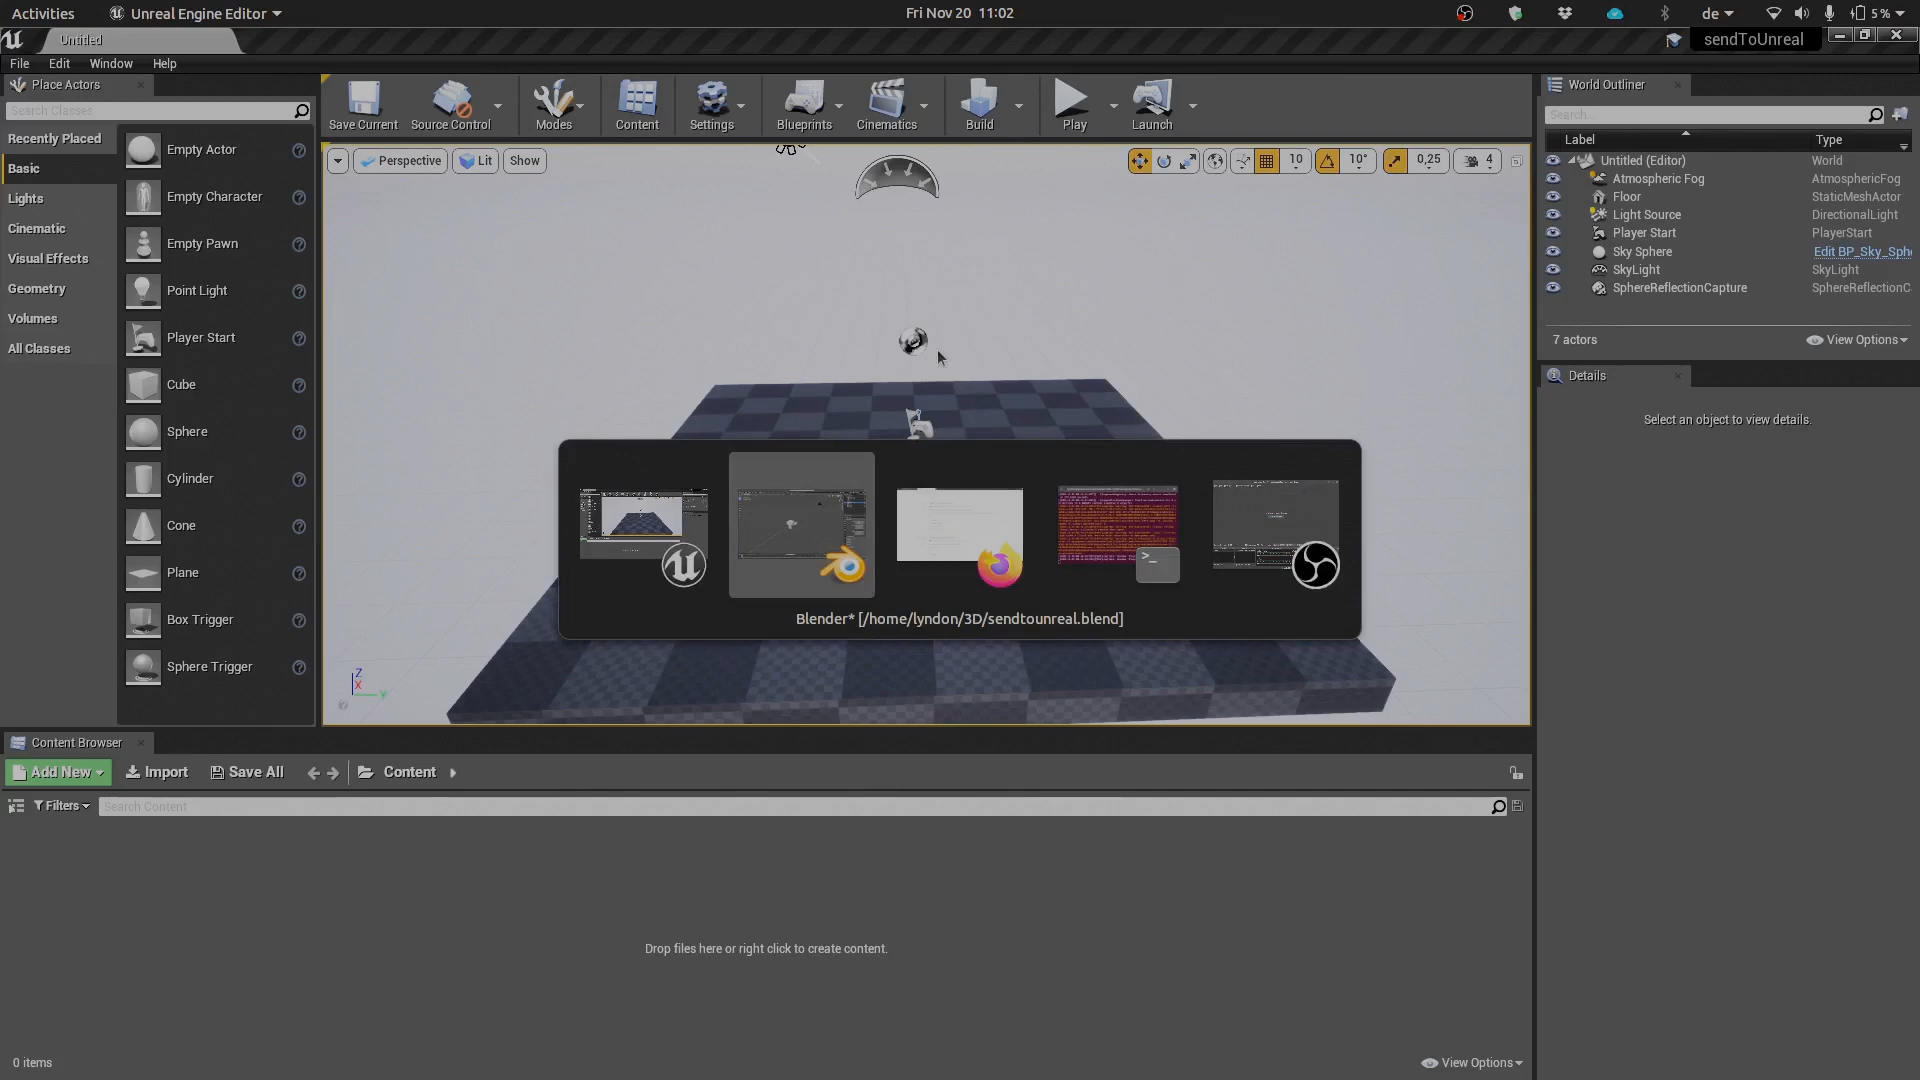 Activities
Unreal Engine Editor
Fri Nov 20 11:02
de
5 %
Untitled
sendToUnreal
File Edit Window Help
Place Actors
Search Classes
Recently Placed
Basic
Lights
Cinematic
Visual Effects
Geometry
Volumes
All Classes
Empty Actor
Empty Character
Empty Pawn
Point Light
Player Start
Cube
Sphere
Cylinder
Cone
Plane
Box Trigger
Sphere Trigger
Save Current
Source Control
Modes
Content
Settings
Blueprints
Cinematics
Build
Play
Launch
Perspective
Lit
Show
10
10°
0,25
4
Z
X
Y
Blender* [/home/lyndon/3D/sendtounreal.blend]
World Outliner
Search...
Label Type
Untitled (Editor) World
Atmospheric Fog AtmosphericFog
Floor StaticMeshActor
Light Source DirectionalLight
Player Start PlayerStart
Sky Sphere Edit BP_Sky_Sph
SkyLight SkyLight
SphereReflectionCapture SphereReflectionC
7 actors
View Options
Details
Select an object to view details.
Content Browser
Add New
Import
Save All
Content
Filters
Search Content
Drop files here or right click to create content.
0 items
View Options